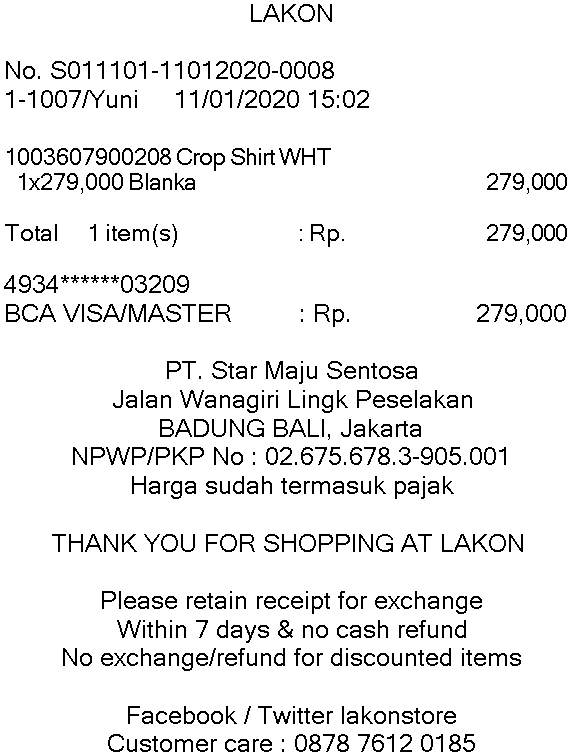 LAKON
No. S011101-11012020-0008
1-1007/Yuni 11/01/2020 15:02
1003607900208 Crop Shirt WHT
1x279,000 Blanka 279,000
Total 1 item(s) : Rp. 279,000
4934******03209
BCA VISA/MASTER : Rp. 279,000
PT. Star Maju Sentosa
Jalan Wanagiri Lingk Peselakan
BADUNG BALI, Jakarta
NPWP/PKP No : 02.675.678.3-905.001
Harga sudah termasuk pajak
THANK YOU FOR SHOPPING AT LAKON
Please retain receipt for exchange
Within 7 days & no cash refund
No exchange/refund for discounted items
Facebook / Twitter lakonstore
Customer care : 0878 7612 0185